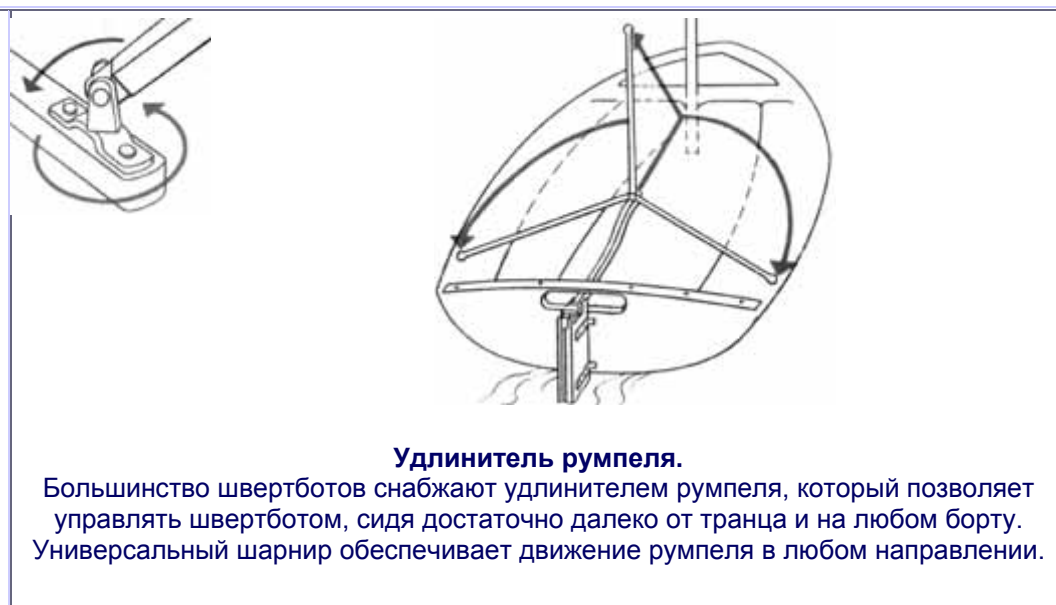 Удлинитель румпеля.
Большинство швертботов снабжают удлинителем румпеля, который позволяет
управлять швертботом, сидя достаточно далеко от транца и на любом борту.
Универсальный шарнир обеспечивает движение румпеля в любом направлении.